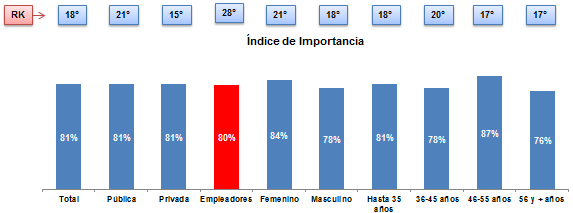 RK 18° 21° 15° 28° 21° 18° 18° 20° 17° 17°
Índice de Importancia
81% 81% 81% 80% 84% 78% 81% 78% 87% 76%
Total Pública Privada Empleadores Femenino Masculino Hasta 35 años 36-45 años 46-55 años 56 y + años